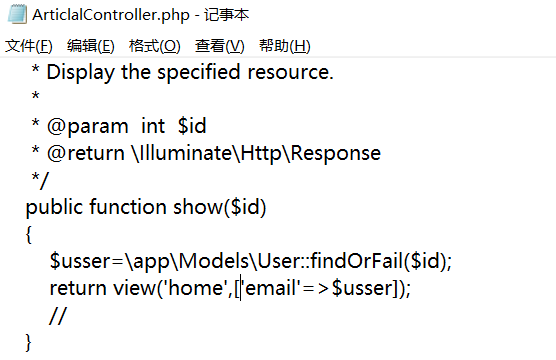 ArticlalController.php - 记事本
文件(F) 编辑(E) 格式(O) 查看(V) 帮助(H)
* Display the specified resource.
*
* @param  int  $id
* @return \Illuminate\Http\Response
*/
public function show($id)
{
$usser=\app\Models\User::findOrFail($id);
return view('home',['email'=>$usser]);
//
}